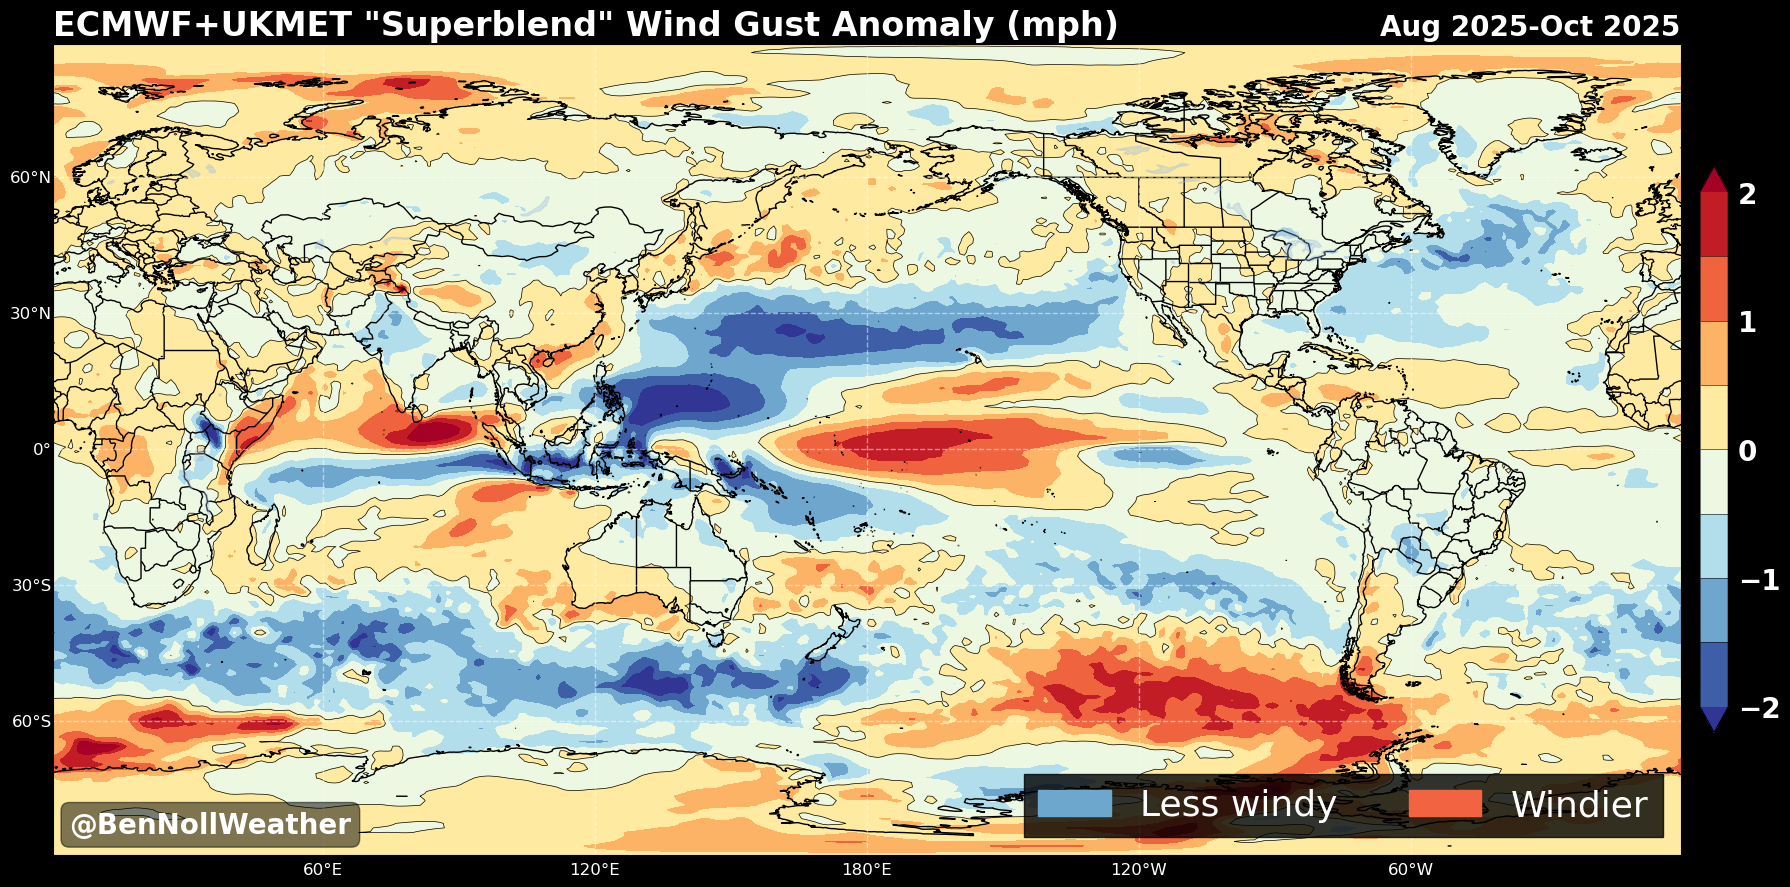 ECMWF+UKMET "Superblend" Wind Gust Anomaly (mph)
Aug 2025-Oct 2025
60°N
30°N
0°
30°S
60°S
60°E
120°E
180°E
120°W
60°W
2
1
0
−1
−2
Less windy
Windier
@BenNollWeather